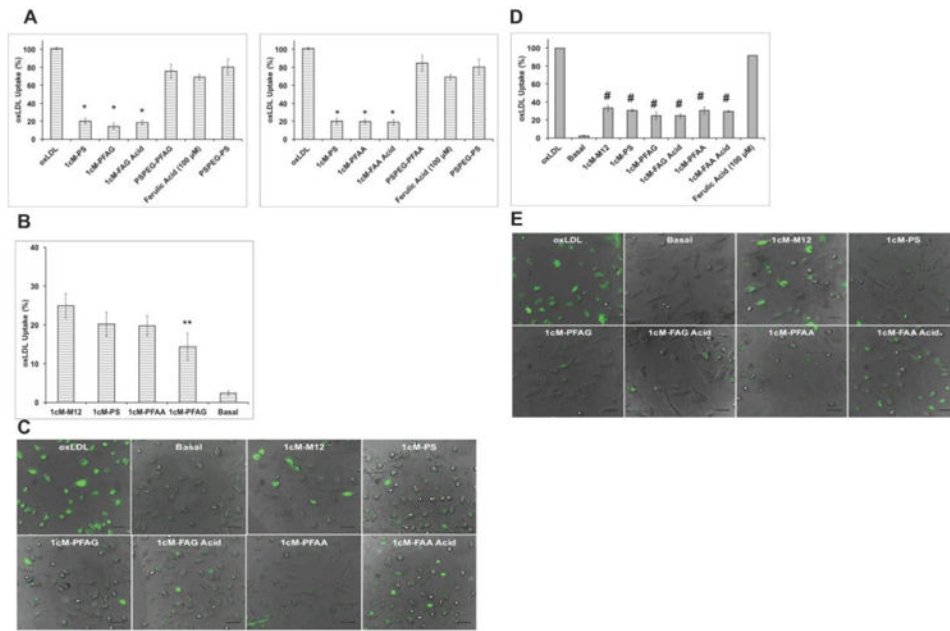 A
oxLDL Uptake (%)
100
80
60
40
20
0
* * *
oxLDL
1cM-PS
1cM-PFAG
1cM-FAG Acid
PSPEG-PFAG
Ferulic Acid (100 µM)
PSPEG-PS
oxLDL Uptake (%)
100
80
60
40
20
0
* * *
oxLDL
1cM-PS
1cM-PFAA
1cM-FAA Acid
PSPEG-PFAA
Ferulic Acid (100 µM)
PSPEG-PS
B
oxLDL Uptake (%)
40
30
20
10
0
**
1cM-M12 1cM-PS 1cM-PFAA 1cM-PFAG Basal
C
oxLDL Basal 1cM-M12 1cM-PS
1cM-PFAG 1cM-FAG Acid 1cM-PFAA 1cM-FAA Acid
D
oxLDL Uptake (%)
100
80
60
40
20
0
# # # # # #
oxLDL
Basal
1cM-M12
1cM-PS
1cM-PFAG
1cM-FAG Acid
1cM-PFAA
1cM-FAA Acid
Ferulic Acid (100 µM)
E
oxLDL Basal 1cM-M12 1cM-PS
1cM-PFAG 1cM-FAG Acid 1cM-PFAA 1cM-FAA Acid